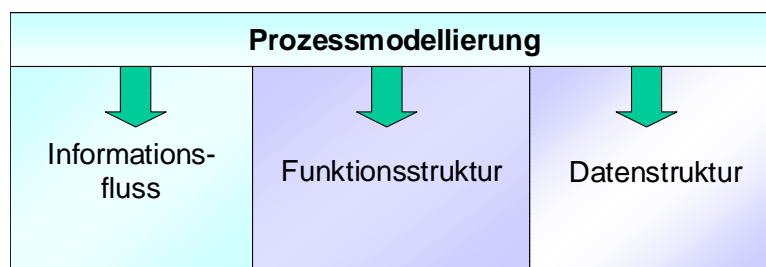 Prozessmodellierung
Informations-
fluss
Funktionsstruktur
Datenstruktur